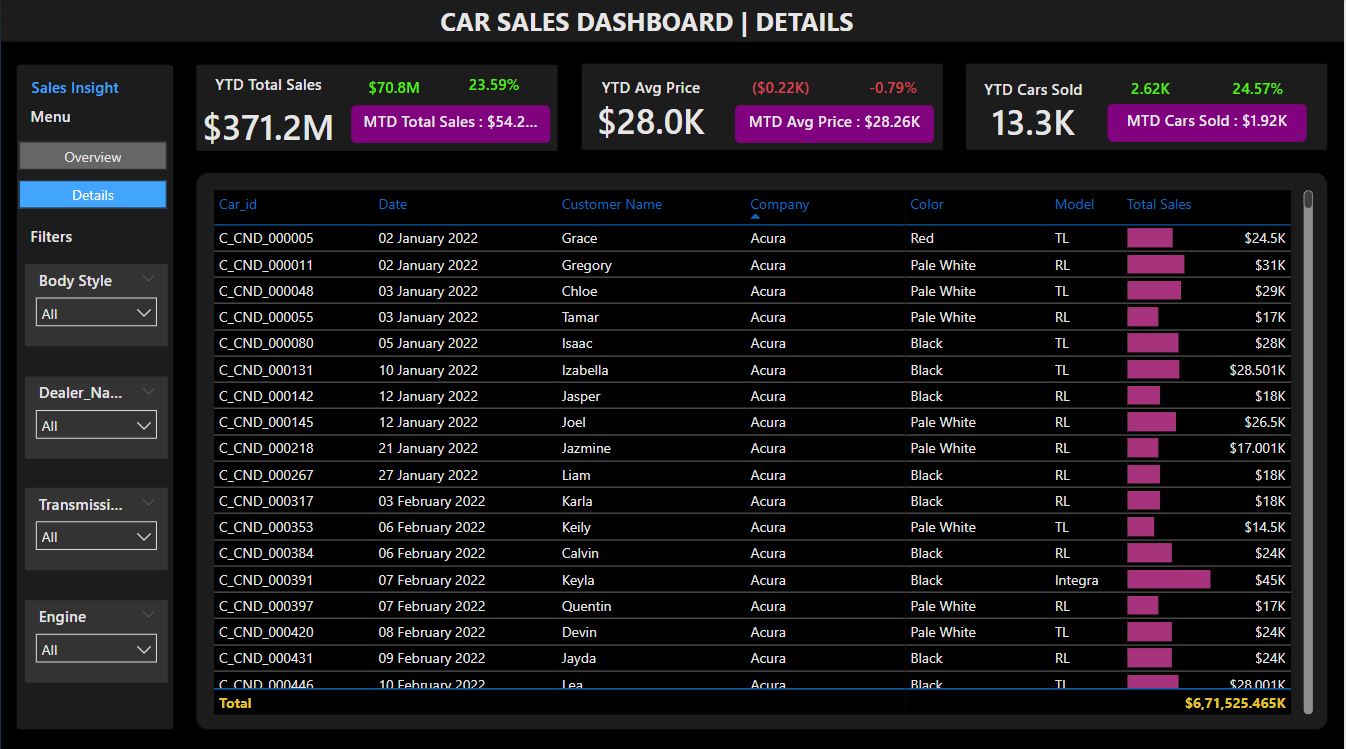 CAR SALES DASHBOARD | DETAILS
Sales Insight
Menu
Overview
Details
Filters
Body Style
All
Dealer_Na...
All
Transmissi...
All
Engine
All
YTD Total Sales
$70.8M
23.59%
$371.2M
MTD Total Sales : $54.2...
YTD Avg Price
($0.22K)
-0.79%
$28.0K
MTD Avg Price : $28.26K
YTD Cars Sold
2.62K
24.57%
13.3K
MTD Cars Sold : $1.92K
Car_id Date Customer Name Company Color Model Total Sales
C_CND_000005 02 January 2022 Grace Acura Red TL $24.5K
C_CND_000011 02 January 2022 Gregory Acura Pale White RL $31K
C_CND_000048 03 January 2022 Chloe Acura Pale White TL $29K
C_CND_000055 03 January 2022 Tamar Acura Pale White RL $17K
C_CND_000080 05 January 2022 Isaac Acura Black TL $28K
C_CND_000131 10 January 2022 Izabella Acura Black TL $28.501K
C_CND_000142 12 January 2022 Jasper Acura Black RL $18K
C_CND_000145 12 January 2022 Joel Acura Pale White RL $26.5K
C_CND_000218 21 January 2022 Jazmine Acura Pale White RL $17.001K
C_CND_000267 27 January 2022 Liam Acura Black RL $18K
C_CND_000317 03 February 2022 Karla Acura Black RL $18K
C_CND_000353 06 February 2022 Keily Acura Pale White TL $14.5K
C_CND_000384 06 February 2022 Calvin Acura Black RL $24K
C_CND_000391 07 February 2022 Keyla Acura Black Integra $45K
C_CND_000397 07 February 2022 Quentin Acura Pale White RL $17K
C_CND_000420 08 February 2022 Devin Acura Pale White TL $24K
C_CND_000431 09 February 2022 Jayda Acura Black RL $24K
C_CND_000446 10 February 2022 Lea Acura Black TL $28.001K
Total $6,71,525.465K